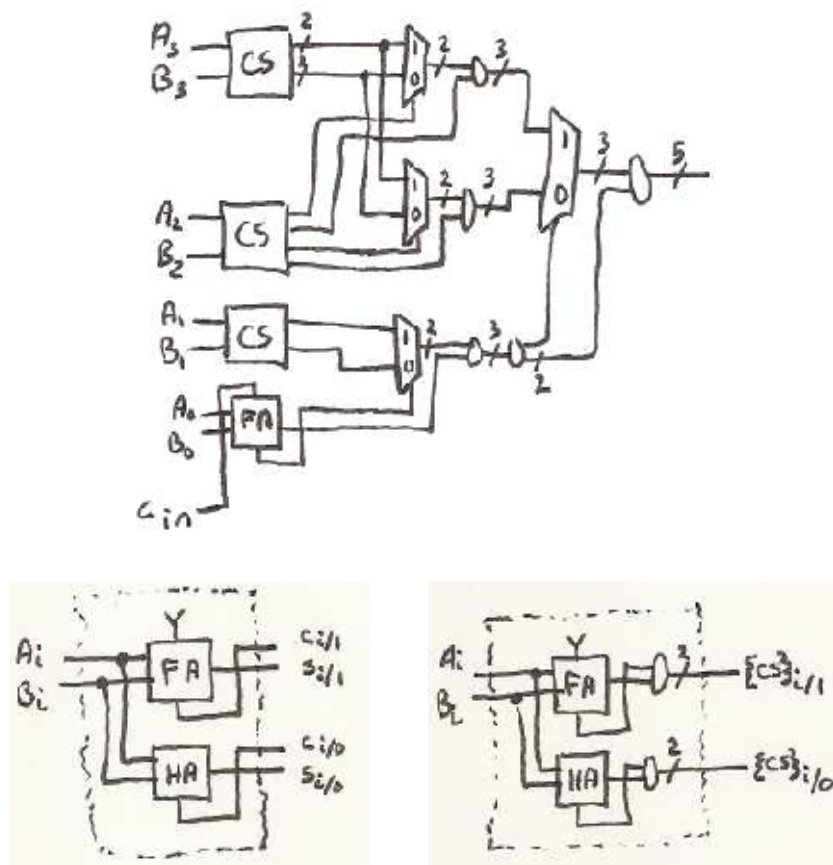 A3 CS 2 1 2 3
B3 0
1 3 5
0
A2 CS 1 2 3
B2 0
A1 CS 1 2 3
B1 0 2
A0 FA
B0
Cin
Ai FA Ci/1
Bi Si/1
HA Ci/0
Si/0
Ai FA 3 {CS}i/1
Bi
HA 2 {CS}i/0